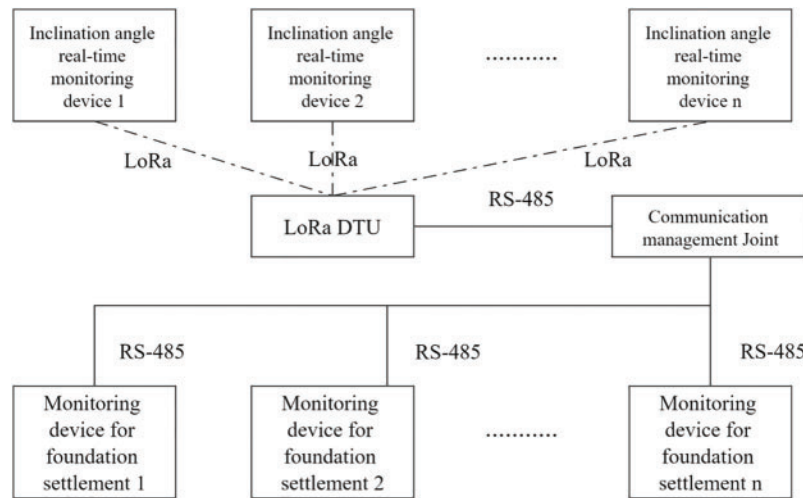 Inclination angle
real-time
monitoring
device 1
Inclination angle
real-time
monitoring
device 2
...........
Inclination angle
real-time
monitoring
device n
LoRa
LoRa
LoRa
LoRa DTU
RS-485
Communication
management Joint
RS-485
RS-485
RS-485
Monitoring
device for
foundation
settlement 1
Monitoring
device for
foundation
settlement 2
...........
Monitoring
device for
foundation
settlement n